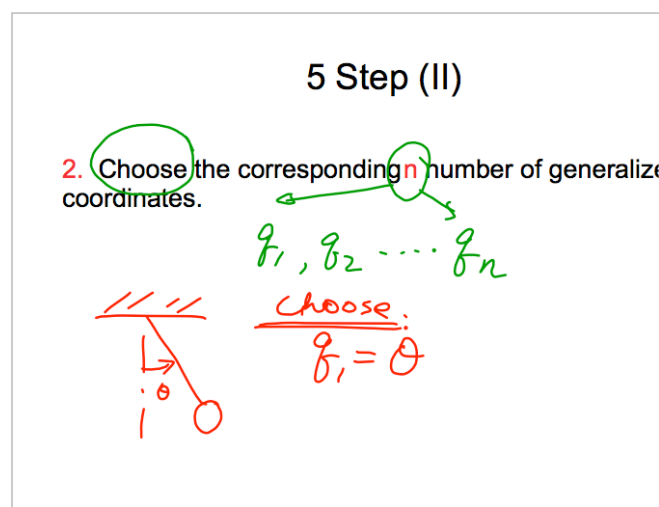 5 Step (II)
2. Choose the corresponding n number of generalize
coordinates.
q1, q2 ···· qn
choose:
q1 = θ
θ